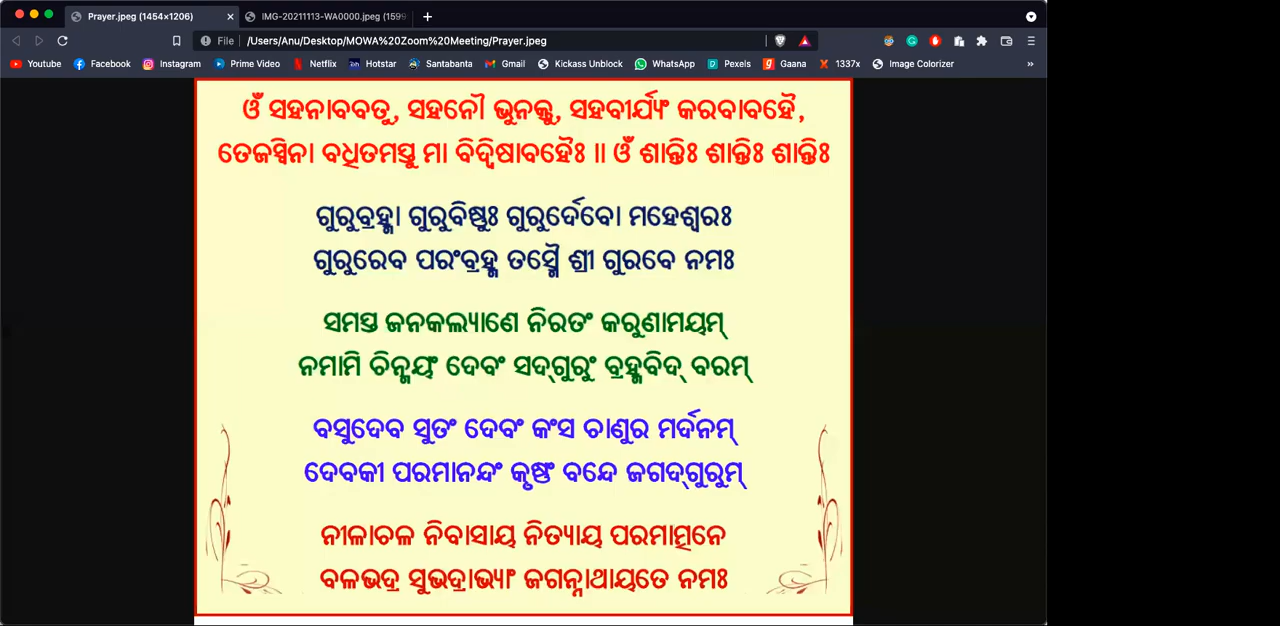 Prayer.jpeg (1454×1206)
IMG-20211113-WA0000.jpeg (1599
File /Users/Anu/Desktop/MOWA%20Zoom%20Meeting/Prayer.jpeg
Youtube Facebook Instagram Prime Video Netflix Hotstar Santabanta Gmail Kickass Unblock WhatsApp Pexels Gaana 1337x Image Colorizer »
ଓଁ ସହନାବବତୁ, ସହନୌ ଭୁନକ୍ତୁ, ସହବୀର୍ଯ୍ୟଂ କରବାବହୈ,
ତେଜସ୍ୱିନା ବଧିତମସ୍ତୁ ମା ବିଦ୍ୱିଷାବହୈଃ ॥ ଓଁ ଶାନ୍ତିଃ ଶାନ୍ତିଃ ଶାନ୍ତିଃ
ଗୁରୁବ୍ରହ୍ମା ଗୁରୁବିଷ୍ଣୁଃ ଗୁରୁର୍ଦେବୋ ମହେଶ୍ୱରଃ
ଗୁରୁରେବ ପରଂବ୍ରହ୍ମ ତସ୍ମୈ ଶ୍ରୀ ଗୁରବେ ନମଃ
ସମସ୍ତ ଜନକଲ୍ୟାଣେ ନିରତଂ କରୁଣାମୟମ୍
ନମାମି ଚିନ୍ମୟଂ ଦେବଂ ସଦ୍‌ଗୁରୁଂ ବ୍ରହ୍ମବିଦ୍ ବରମ୍
ବସୁଦେବ ସୁତଂ ଦେବଂ କଂସ ଚାଣୁର ମର୍ଦନମ୍
ଦେବକୀ ପରମାନନ୍ଦଂ କୃଷ୍ଣଂ ବନ୍ଦେ ଜଗଦ୍‌ଗୁରୁମ୍
ନୀଳାଚଳ ନିବାସାୟ ନିତ୍ୟାୟ ପରମାତ୍ମନେ
ବଳଭଦ୍ର ସୁଭଦ୍ରାଭ୍ୟାଂ ଜଗନ୍ନାଥାୟତେ ନମଃ